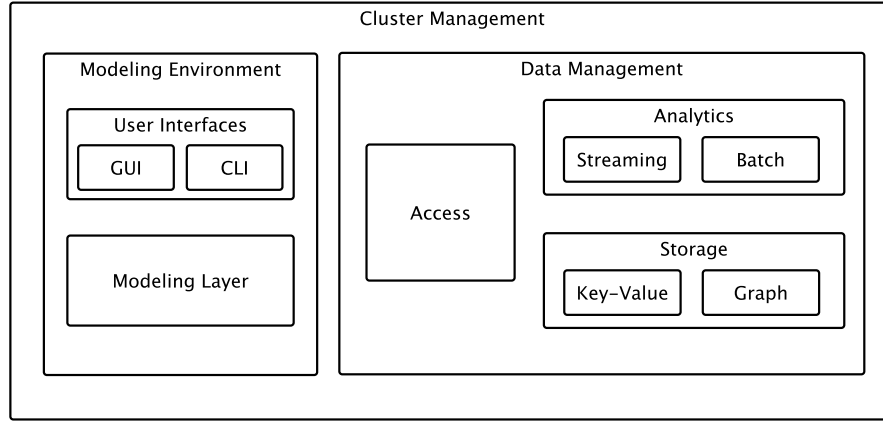 Cluster Management
Modeling Environment
User Interfaces
GUI
CLI
Modeling Layer
Data Management
Access
Analytics
Streaming
Batch
Storage
Key-Value
Graph